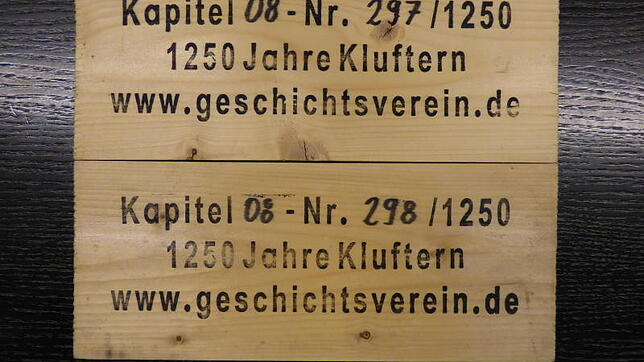 Kapitel 08 - Nr. 297 /1250
1250 Jahre Kluftern
www.geschichtsverein.de
Kapitel 08 - Nr. 298 /1250
1250 Jahre Kluftern
www.geschichtsverein.de